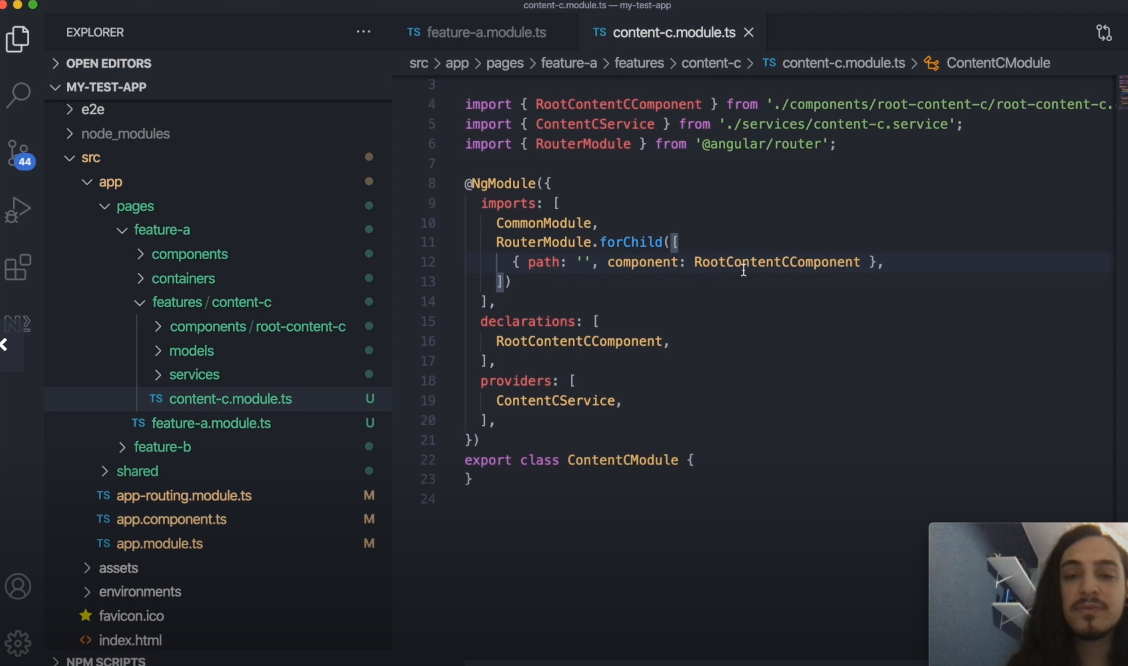 content-c.module.ts — my-test-app
EXPLORER
OPEN EDITORS
MY-TEST-APP
e2e
node_modules
src
app
pages
feature-a
components
containers
features / content-c
components / root-content-c
models
services
TS content-c.module.ts U
TS feature-a.module.ts U
feature-b
shared
TS app-routing.module.ts M
TS app.component.ts M
TS app.module.ts M
assets
environments
favicon.ico
<> index.html
NPM SCRIPTS
44
TS feature-a.module.ts
TS content-c.module.ts
src > app > pages > feature-a > features > content-c > TS content-c.module.ts > ContentCModule
3
4 import { RootContentCComponent } from './components/root-content-c/root-content-c.
5 import { ContentCService } from './services/content-c.service';
6 import { RouterModule } from '@angular/router';
7
8 @NgModule({
9 imports: [
10 CommonModule,
11 RouterModule.forChild([
12 { path: '', component: RootContentCComponent },
13 ])
14 ],
15 declarations: [
16 RootContentCComponent,
17 ],
18 providers: [
19 ContentCService,
20 ],
21 })
22 export class ContentCModule {
23 }
24